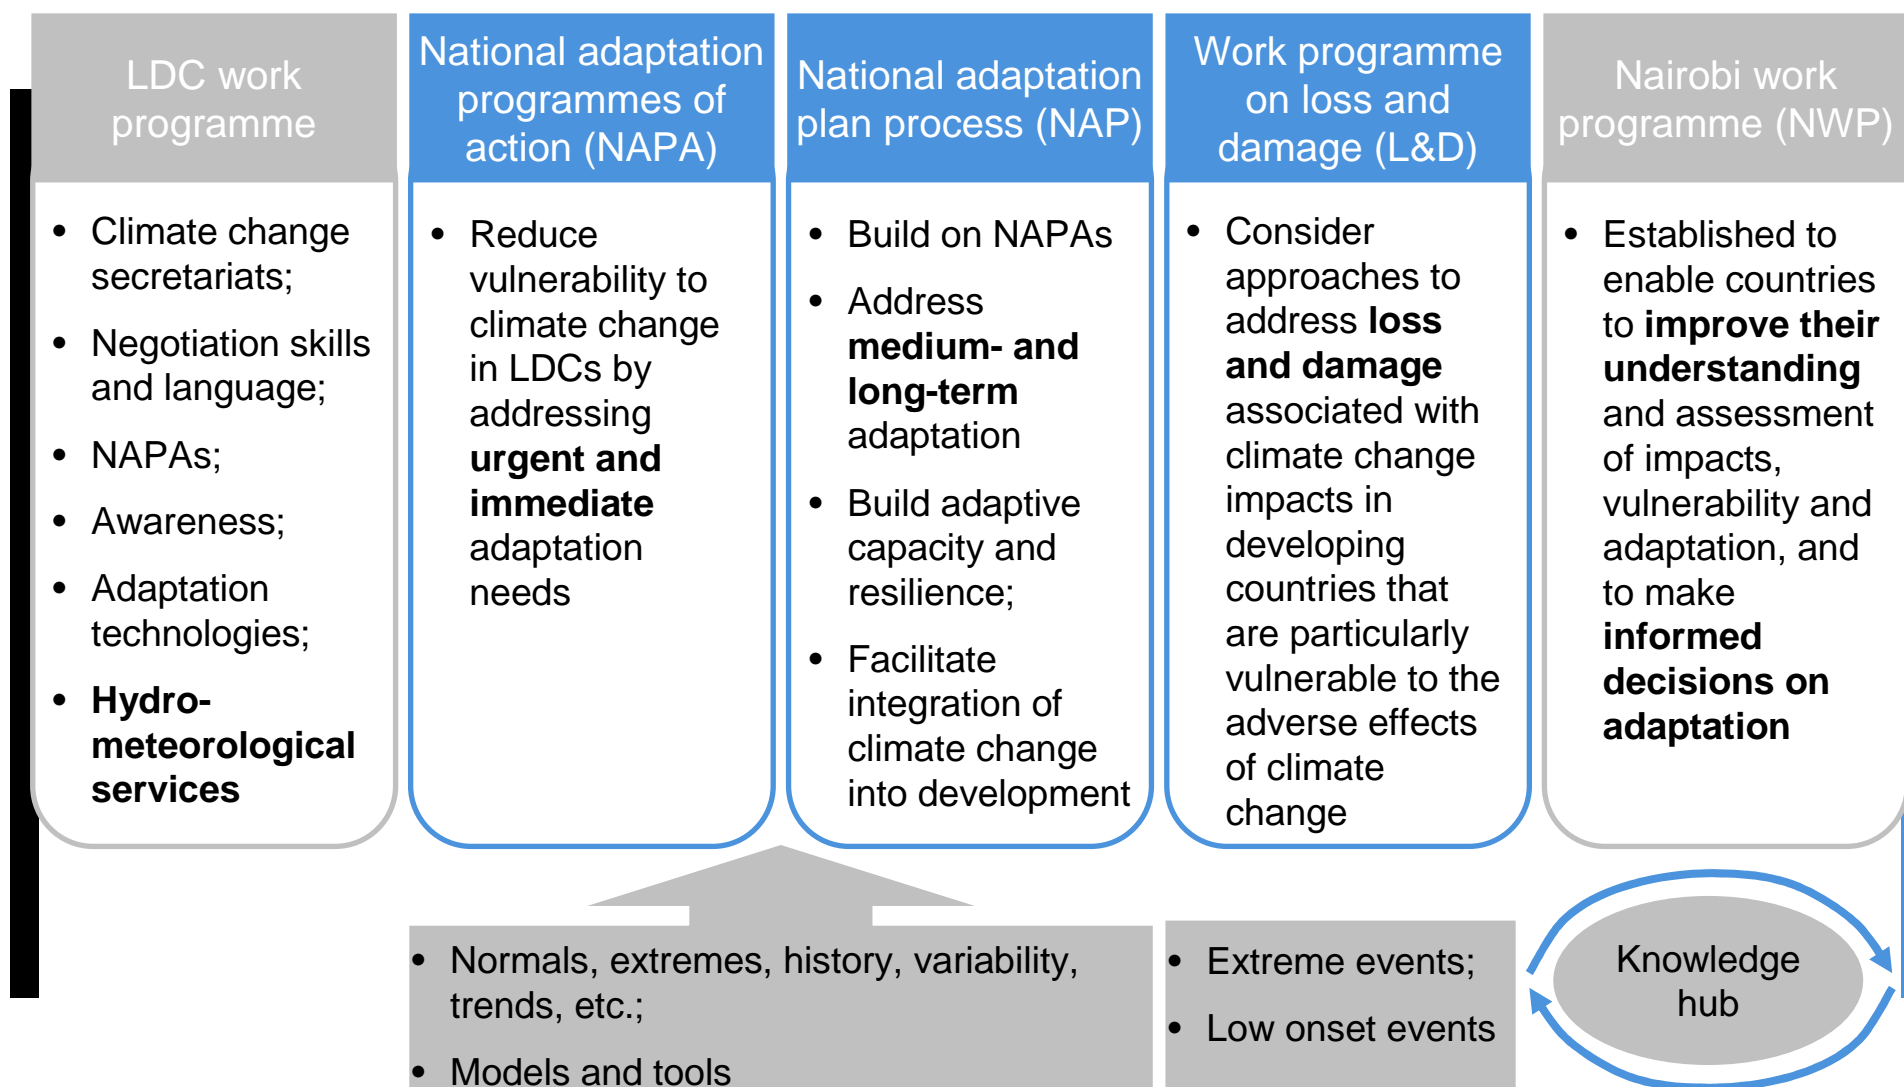 LDC work
programme
• Climate change
secretariats;
• Negotiation skills
and language;
• NAPAs;
• Awareness;
• Adaptation
technologies;
• Hydro-
meteorological
services
National adaptation
programmes of
action (NAPA)
• Reduce
vulnerability to
climate change
in LDCs by
addressing
urgent and
immediate
adaptation
needs
National adaptation
plan process (NAP)
• Build on NAPAs
• Address
medium- and
long-term
adaptation
• Build adaptive
capacity and
resilience;
• Facilitate
integration of
climate change
into development
Work programme
on loss and
damage (L&D)
• Consider
approaches to
address loss
and damage
associated with
climate change
impacts in
developing
countries that
are particularly
vulnerable to the
adverse effects
of climate
change
Nairobi work
programme (NWP)
• Established to
enable countries
to improve their
understanding
and assessment
of impacts,
vulnerability and
adaptation, and
to make
informed
decisions on
adaptation
• Normals, extremes, history, variability,
trends, etc.;
• Models and tools
• Extreme events;
• Low onset events
Knowledge
hub